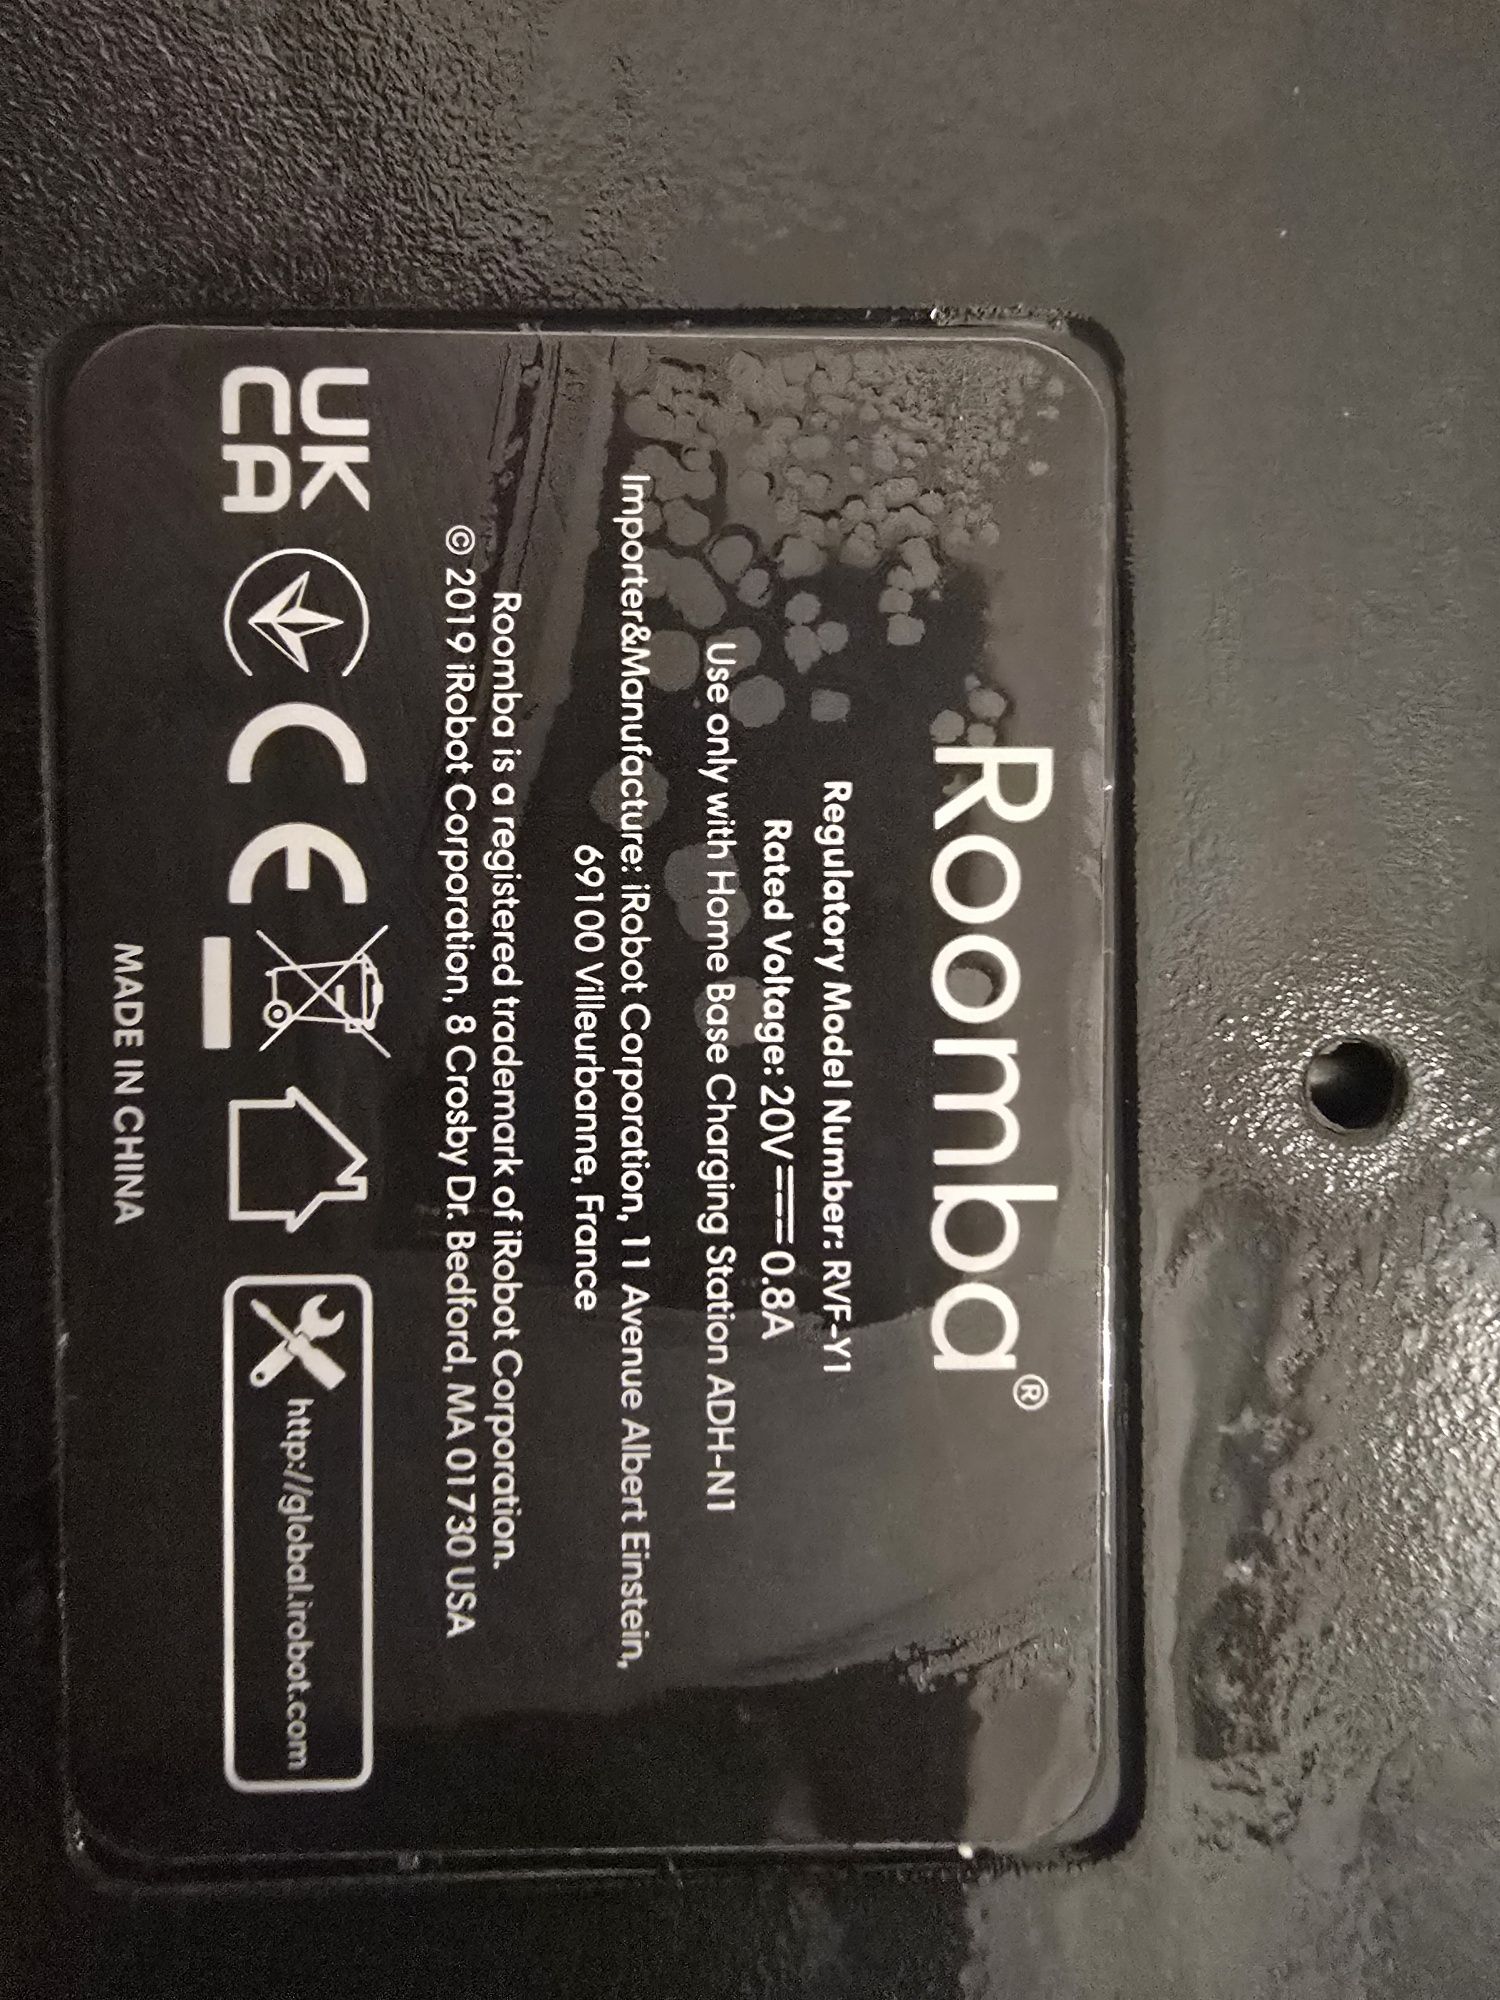 Roomba®
Regulatory Model Number: RVF-Y1
Rated Voltage: 20V⎓0.8A
Use only with Home Base Charging Station ADH-N1
Importer&Manufacture: iRobot Corporation, 11 Avenue Albert Einstein,
69100 Villeurbanne, France
Roomba is a registered trademark of iRobot Corporation.
© 2019 iRobot Corporation, 8 Crosby Dr. Bedford, MA 01730 USA
UK
CA
CE
http://global.irobot.com
MADE IN CHINA